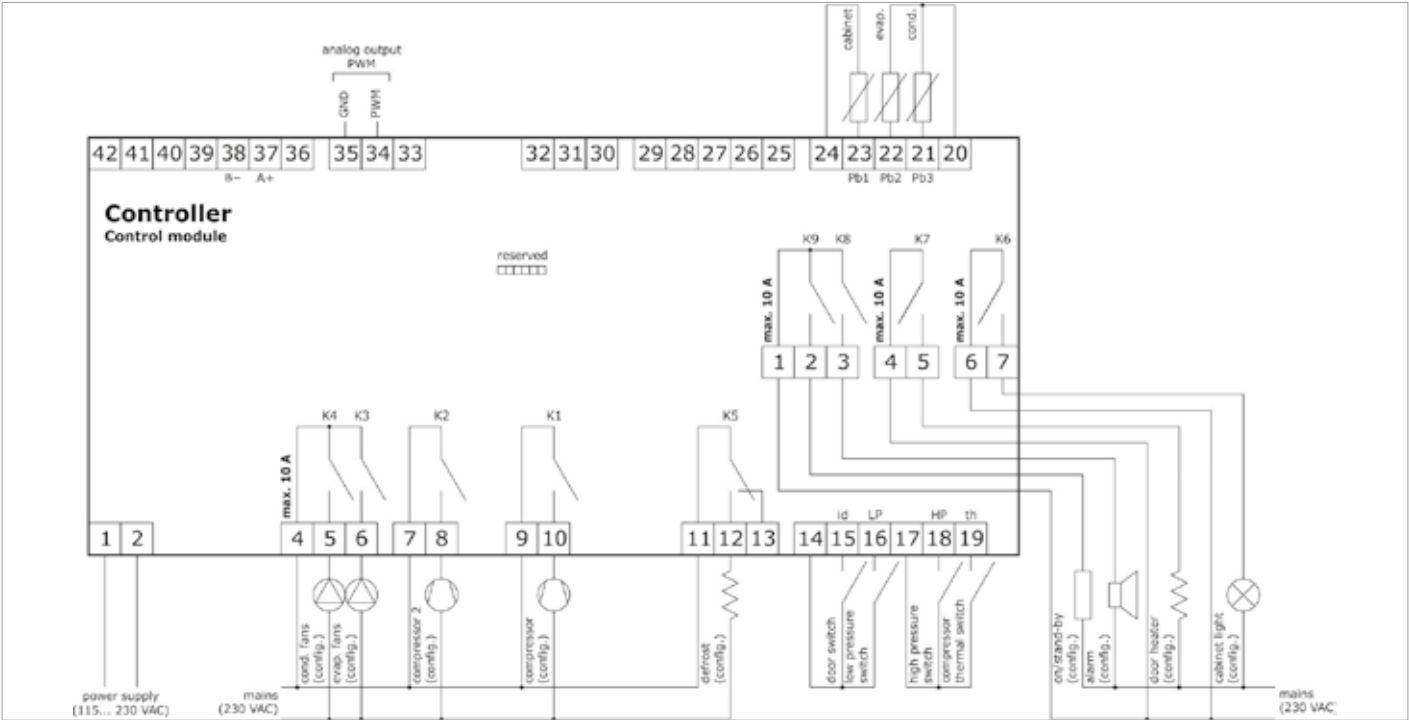 cabinet
evap.
cond.
analog output
PWM
GND
PWM
42 41 40 39 38 37 36 35 34 33 32 31 30 29 28 27 26 25 24 23 22 21 20
B− A+
Pb1 Pb2 Pb3
Controller
Control module
reserved
K9 K8 K7 K6
max. 10 A
max. 10 A
max. 10 A
1 2 3 4 5 6 7
K4 K3 K2 K1 K5
max. 10 A
id LP HP th
1 2 4 5 6 7 8 9 10 11 12 13 14 15 16 17 18 19
cond. fans
(config.)
evap. fans
(config.)
compressor 2
(config.)
compressor
(config.)
defrost
(config.)
door switch
low pressure
switch
high pressure
switch
compressor
thermal switch
on/stand-by
(config.)
alarm
(config.)
door heater
(config.)
cabinet light
(config.)
power supply
(115... 230 VAC)
mains
(230 VAC)
mains
(230 VAC)